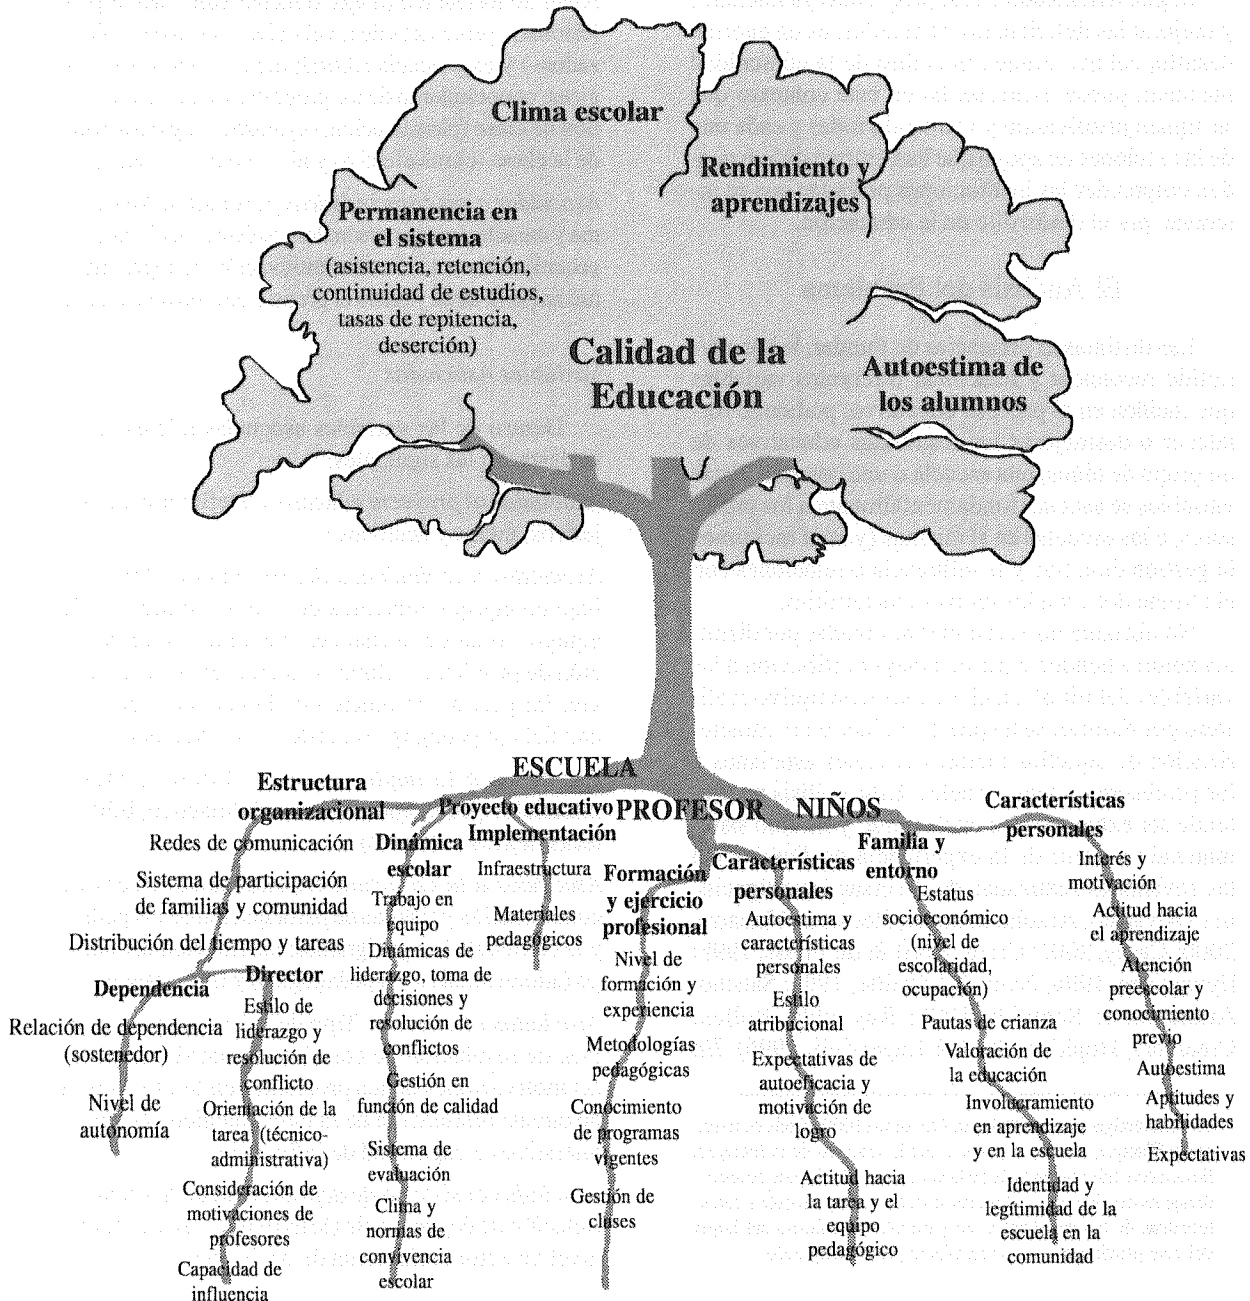 Clima escolar
Rendimiento y
aprendizajes
Permanencia en
el sistema
(asistencia, retención,
continuidad de estudios,
tasas de repitencia,
deserción)
Calidad de la
Educación
Autoestima de
los alumnos
ESCUELA
PROFESOR
NIÑOS
Estructura
organizacional
Redes de comunicación
Sistema de participación
de familias y comunidad
Distribución del tiempo y tareas
Dependencia
Relación de dependencia
(sostenedor)
Nivel de
autonomía
Director
Estilo de
liderazgo y
resolución de
conflicto
Orientación de la
tarea (técnico-
administrativa)
Consideración de
motivaciones de
profesores
Capacidad de
influencia
Dinámica
escolar
Trabajo en
equipo
Dinámicas de
liderazgo, toma de
decisiones y
resolución de
conflictos
Gestión en
función de calidad
Sistema de
evaluación
Clima y
normas de
convivencia
escolar
Proyecto educativo
Implementación
Infraestructura
Materiales
pedagógicos
Formación
y ejercicio
profesional
Nivel de
formación y
experiencia
Metodologías
pedagógicas
Conocimiento
de programas
vigentes
Gestión de
clases
Características
personales
Autoestima y
características
personales
Estilo
atribucional
Expectativas de
autoeficacia y
motivación de
logro
Actitud hacia
la tarea y el
equipo
pedagógico
Familia y
entorno
Estatus
socioeconómico
(nivel de
escolaridad,
ocupación)
Pautas de crianza
Valoración de
la educación
Involucramiento
en aprendizaje
y en la escuela
Identidad y
legítimidad de la
escuela en la
comunidad
Características
personales
Interés y
motivación
Actitud hacia
el aprendizaje
Atención
preescolar y
conocimiento
previo
Autoestima
Aptitudes y
habilidades
Expectativas